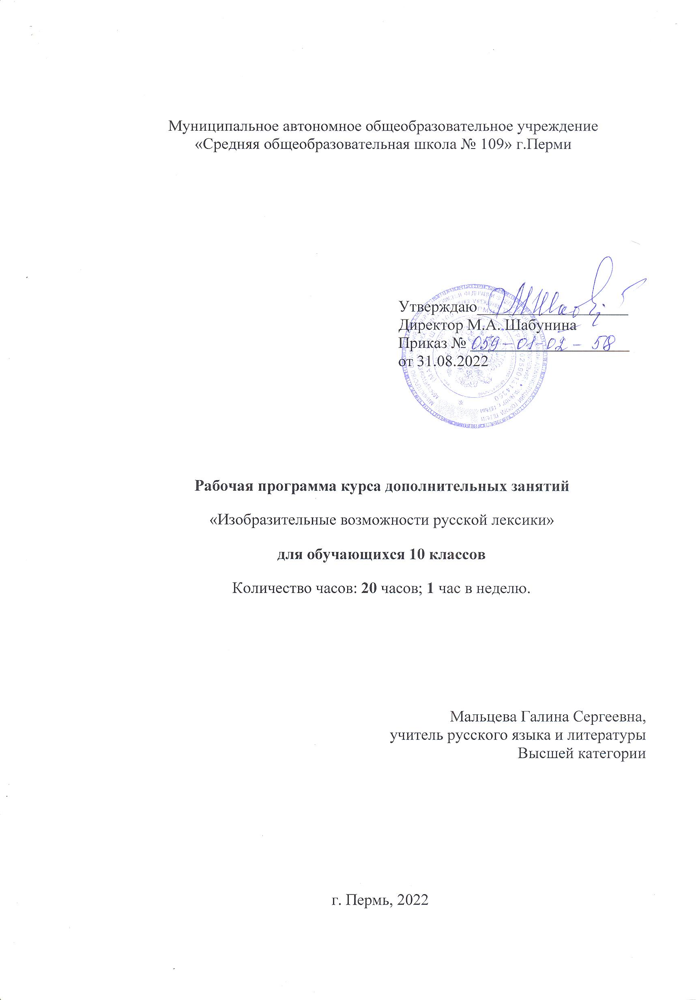 Муниципальное автономное общеобразовательное учреждение
«Средняя общеобразовательная школа № 109» г.Перми
Утверждаю
Директор М.А. Шабунина
Приказ № 059-01-02-58
от 31.08.2022
Рабочая программа курса дополнительных занятий
«Изобразительные возможности русской лексики»
для обучающихся 10 классов
Количество часов: 20 часов; 1 час в неделю.
Мальцева Галина Сергеевна,
учитель русского языка и литературы
Высшей категории
г. Пермь, 2022